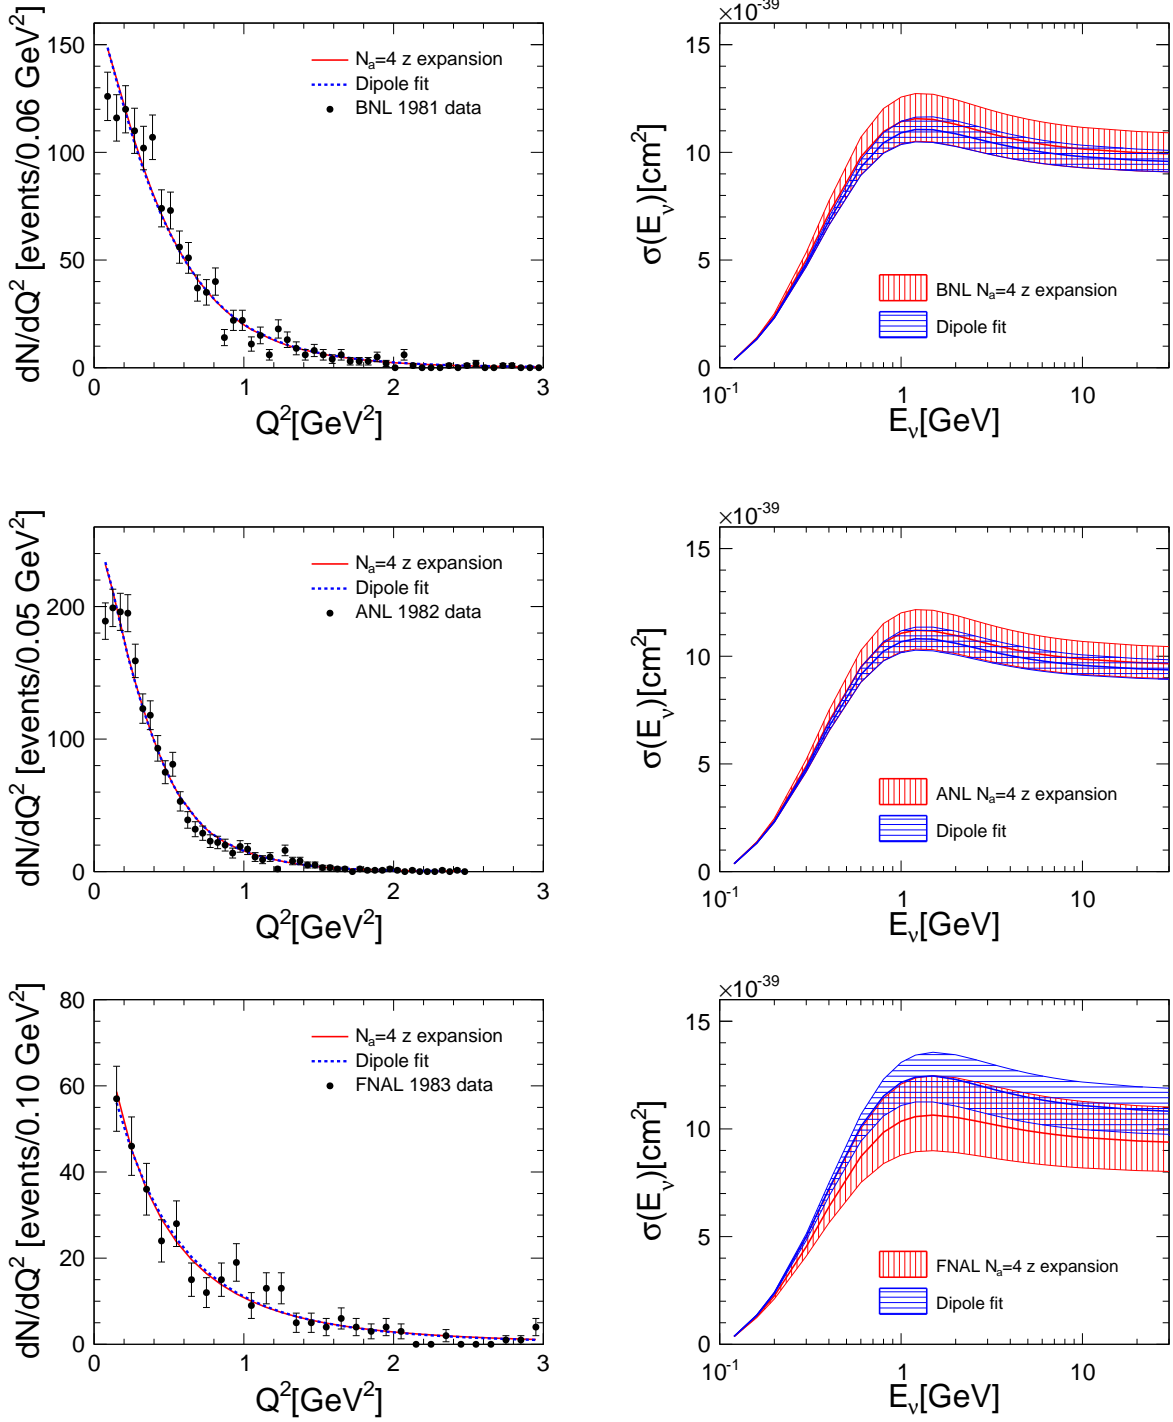 dN/dQ² [events/0.06 GeV²]
150
100
50
0
N_a=4 z expansion
Dipole fit
BNL 1981 data
0 1 2 3
Q²[GeV²]
×10⁻³⁹
σ(E_ν)[cm²]
15
10
5
0
BNL N_a=4 z expansion
Dipole fit
10⁻¹ 1 10
E_ν[GeV]
dN/dQ² [events/0.05 GeV²]
200
100
0
N_a=4 z expansion
Dipole fit
ANL 1982 data
0 1 2 3
Q²[GeV²]
×10⁻³⁹
σ(E_ν)[cm²]
15
10
5
0
ANL N_a=4 z expansion
Dipole fit
10⁻¹ 1 10
E_ν[GeV]
dN/dQ² [events/0.10 GeV²]
80
60
40
20
0
N_a=4 z expansion
Dipole fit
FNAL 1983 data
0 1 2 3
Q²[GeV²]
×10⁻³⁹
σ(E_ν)[cm²]
15
10
5
0
FNAL N_a=4 z expansion
Dipole fit
10⁻¹ 1 10
E_ν[GeV]